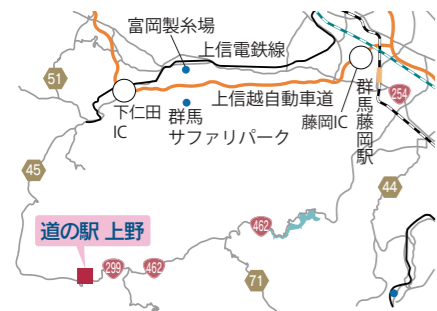 富岡製糸場
上信電鉄線
51
下仁田
IC
群馬
サファリパーク
上信越自動車道
藤岡IC
群馬藤岡駅
254
45
44
道の駅 上野
299
462
462
71